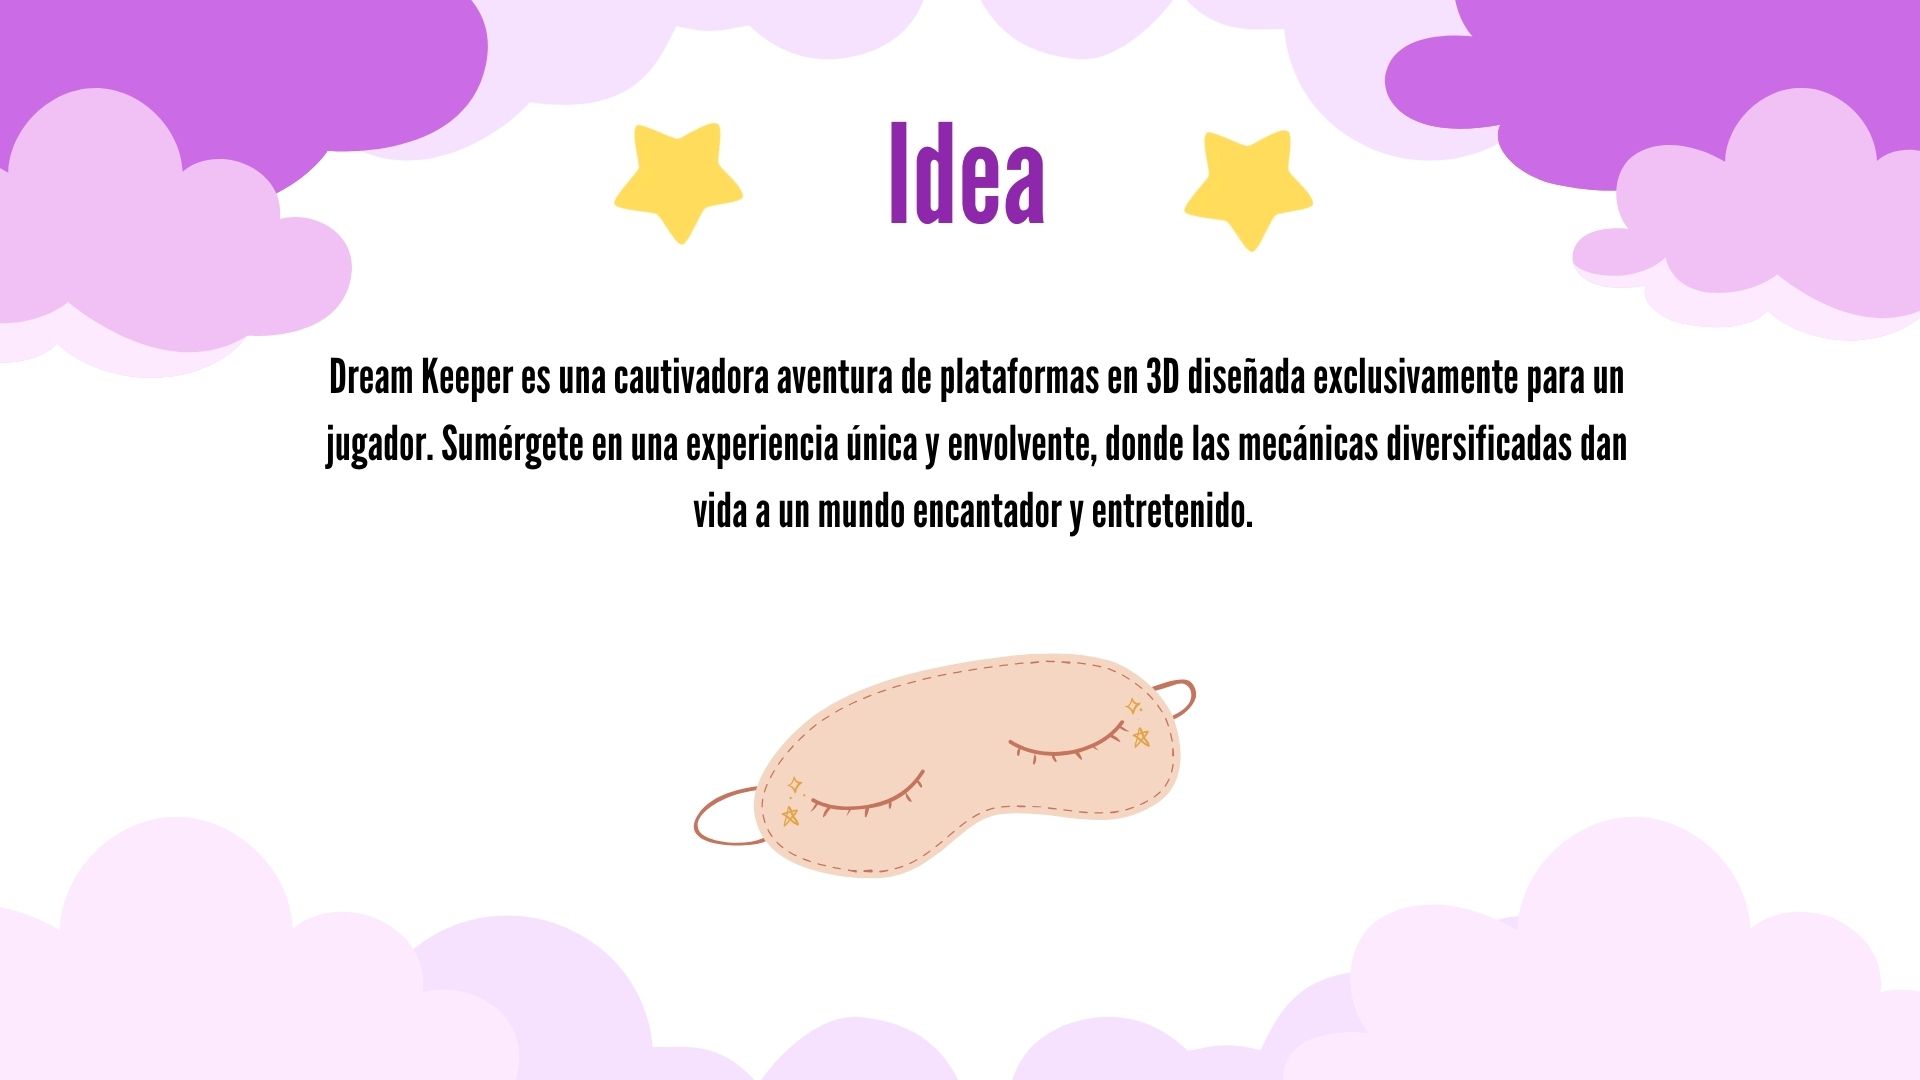 Idea
Dream Keeper es una cautivadora aventura de plataformas en 3D diseñada exclusivamente para un
jugador. Sumérgete en una experiencia única y envolvente, donde las mecánicas diversificadas dan
vida a un mundo encantador y entretenido.